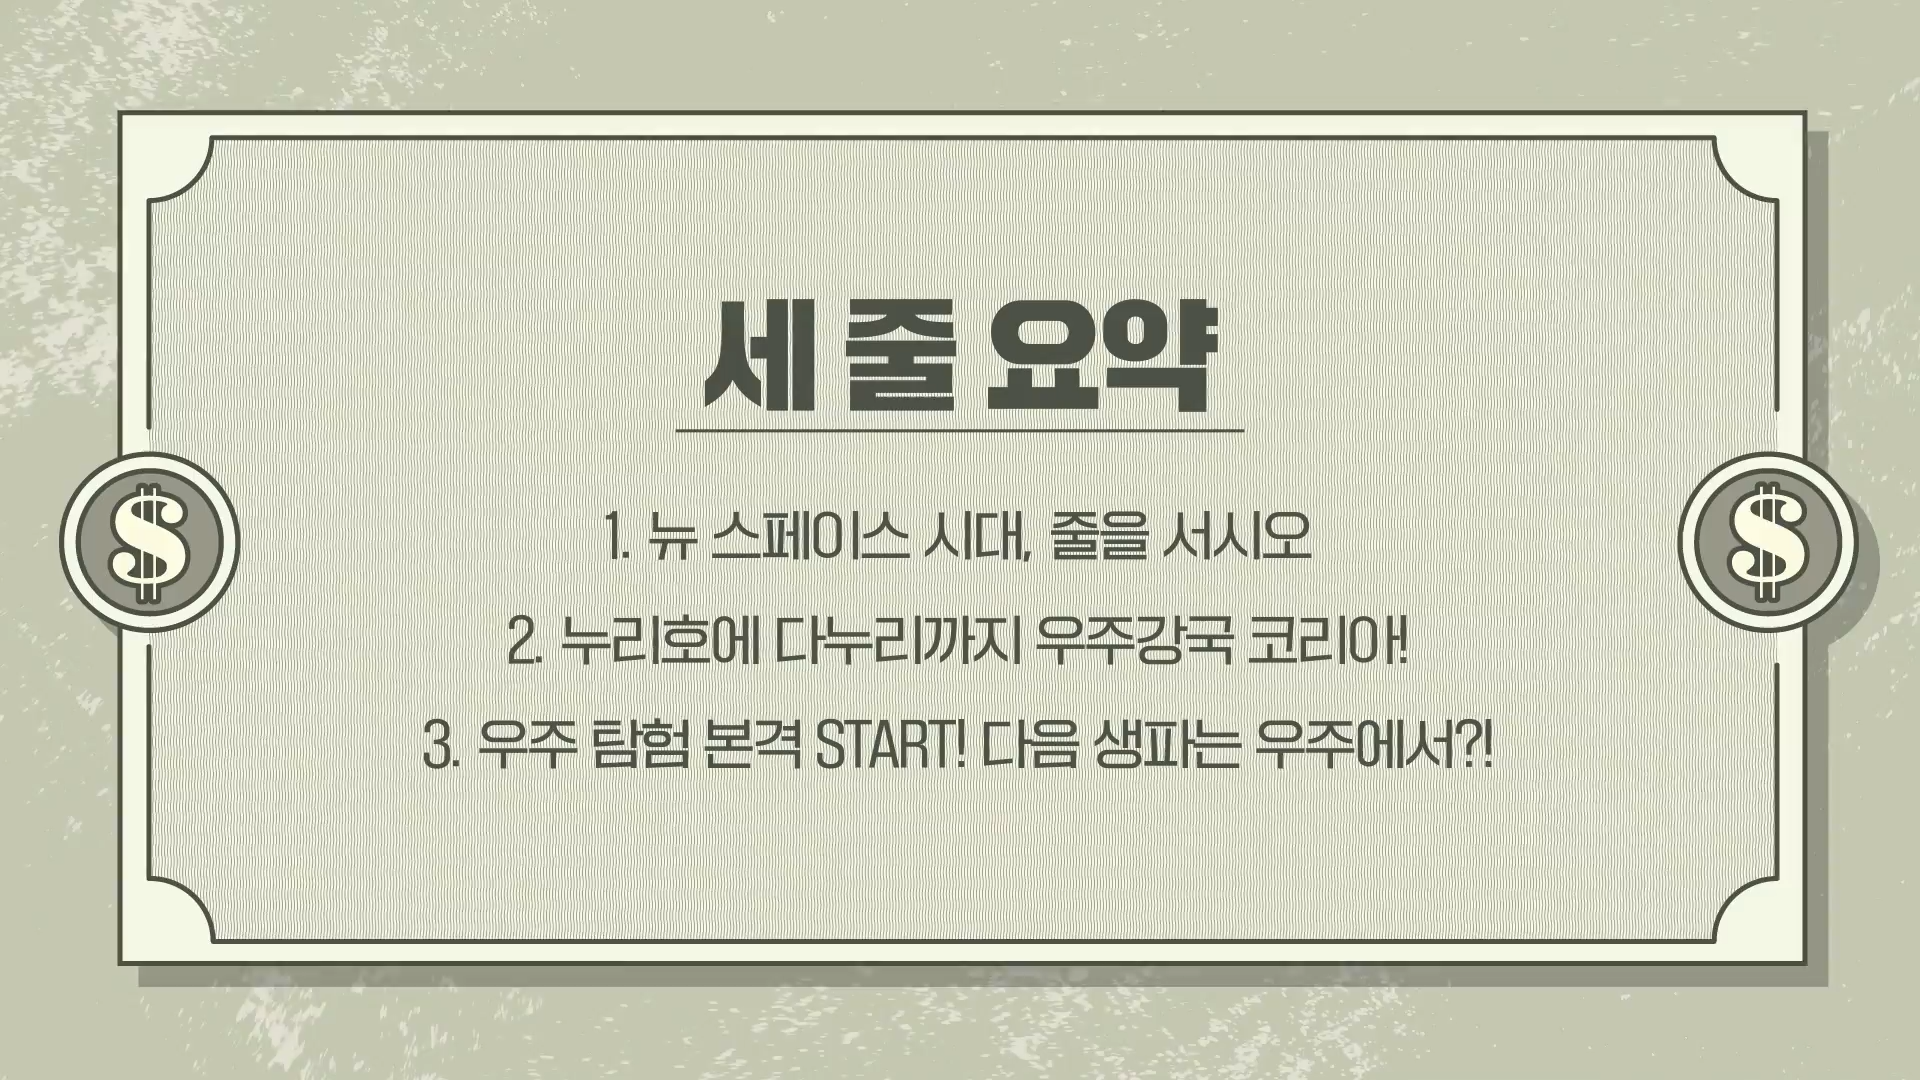 세 줄 요약
1. 뉴 스페이스 시대, 줄을 서시오
2. 누리호에 다누리까지 우주강국 코리아!
3. 우주 탐험 본격 START! 다음 생파는 우주에서?!
$
$